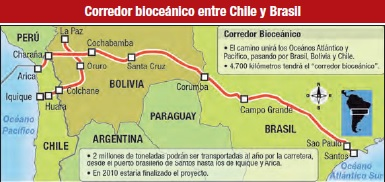 Corredor bioceánico entre Chile y Brasil
Corredor Bioceánico
• El camino unirá los Océanos Atlántico y
Pacífico, pasando por Brasil, Bolivia y Chile.
• 4.700 kilómetros tendrá el "corredor bioceánico".
PERÚ
La Paz
Charaña
Cochabamba
Arica
Oruro
Santa Cruz
BOLIVIA
Iquique
Colchane
Huara
Corumba
Océano
Pacífico
PARAGUAY
Campo Grande
BRASIL
CHILE
ARGENTINA
Sao Paulo
Santos
Océano
Atlántico Sur
• 2 millones de toneladas podrán ser transportadas al año por la carretera,
desde el puerto brasileño de Santos hasta los de Iquique y Arica.
• En 2010 estaría finalizado el proyecto.